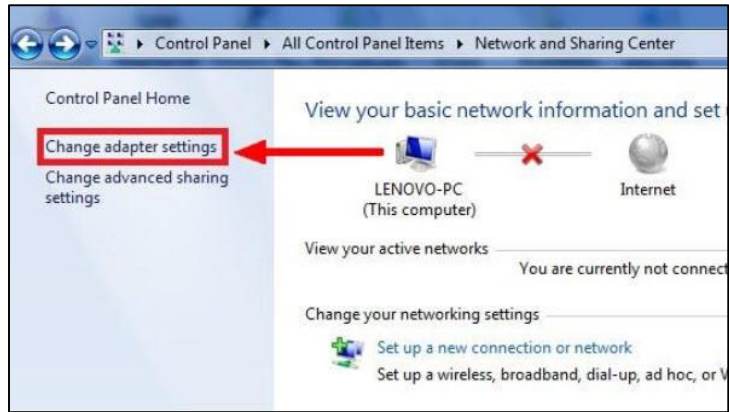 Control Panel ▸ All Control Panel Items ▸ Network and Sharing Center
Control Panel Home
Change adapter settings
Change advanced sharing
settings
View your basic network information and set
LENOVO-PC
(This computer)
Internet
View your active networks
You are currently not connect
Change your networking settings
Set up a new connection or network
Set up a wireless, broadband, dial-up, ad hoc, or